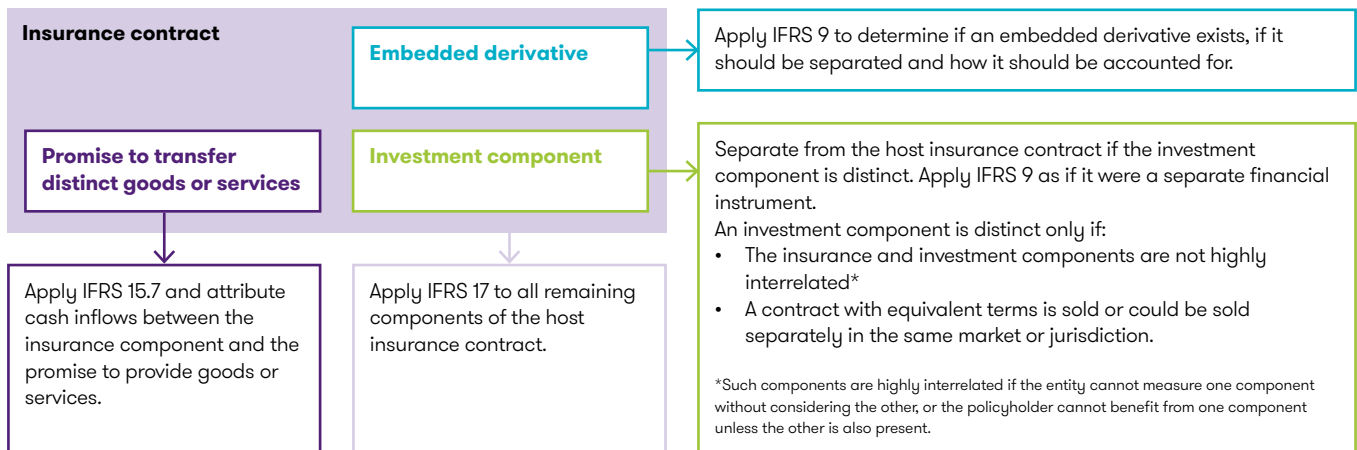 Insurance contract
Embedded derivative
Apply IFRS 9 to determine if an embedded derivative exists, if it
should be separated and how it should be accounted for.
Promise to transfer
distinct goods or services
Investment component
Separate from the host insurance contract if the investment
component is distinct. Apply IFRS 9 as if it were a separate financial
instrument.
An investment component is distinct only if:
• The insurance and investment components are not highly
interrelated*
• A contract with equivalent terms is sold or could be sold
separately in the same market or jurisdiction.
*Such components are highly interrelated if the entity cannot measure one component
without considering the other, or the policyholder cannot benefit from one component
unless the other is also present.
Apply IFRS 15.7 and attribute
cash inflows between the
insurance component and the
promise to provide goods or
services.
Apply IFRS 17 to all remaining
components of the host
insurance contract.